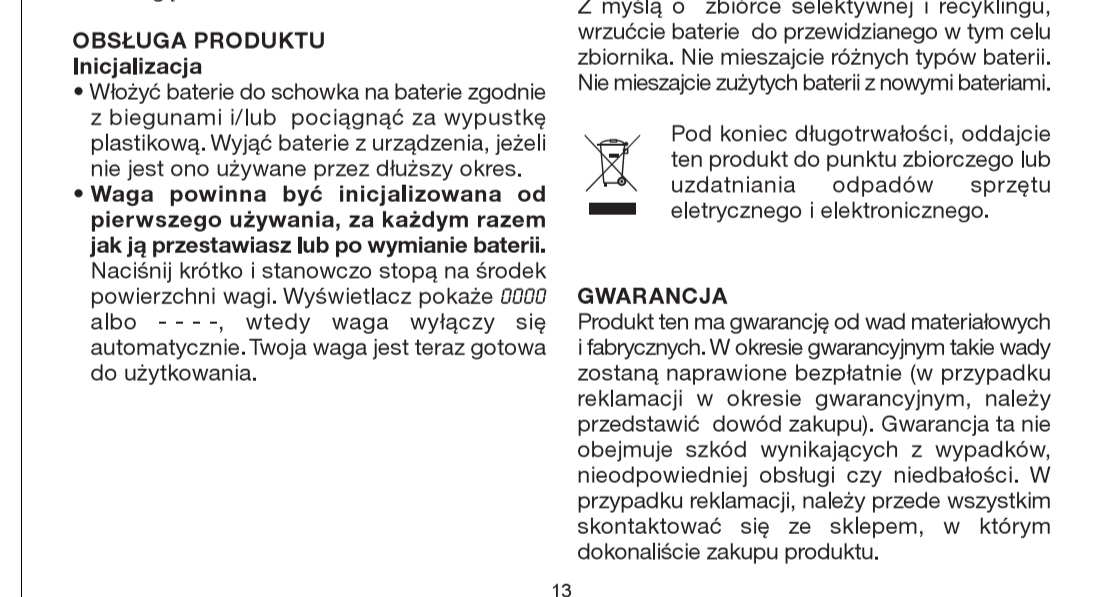 OBSŁUGA PRODUKTU
Inicjalizacja
• Włożyć baterie do schowka na baterie zgodnie
z biegunami i/lub pociągnąć za wypustkę
plastikową. Wyjąć baterie z urządzenia, jeżeli
nie jest ono używane przez dłuższy okres.
• Waga powinna być inicjalizowana od
pierwszego używania, za każdym razem
jak ją przestawiasz lub po wymianie baterii.
Naciśnij krótko i stanowczo stopą na środek
powierzchni wagi. Wyświetlacz pokaże 0000
albo - - - -, wtedy waga wyłączy się
automatycznie. Twoja waga jest teraz gotowa
do użytkowania.
Z myślą o zbiórce selektywnej i recyklingu,
wrzućcie baterie do przewidzianego w tym celu
zbiornika. Nie mieszajcie różnych typów baterii.
Nie mieszajcie zużytych baterii z nowymi bateriami.
Pod koniec długotrwałości, oddajcie
ten produkt do punktu zbiorczego lub
uzdatniania odpadów sprzętu
eletrycznego i elektronicznego.
GWARANCJA
Produkt ten ma gwarancję od wad materiałowych
i fabrycznych. W okresie gwarancyjnym takie wady
zostaną naprawione bezpłatnie (w przypadku
reklamacji w okresie gwarancyjnym, należy
przedstawić dowód zakupu). Gwarancja ta nie
obejmuje szkód wynikających z wypadków,
nieodpowiedniej obsługi czy niedbałości. W
przypadku reklamacji, należy przede wszystkim
skontaktować się ze sklepem, w którym
dokonaliście zakupu produktu.
13